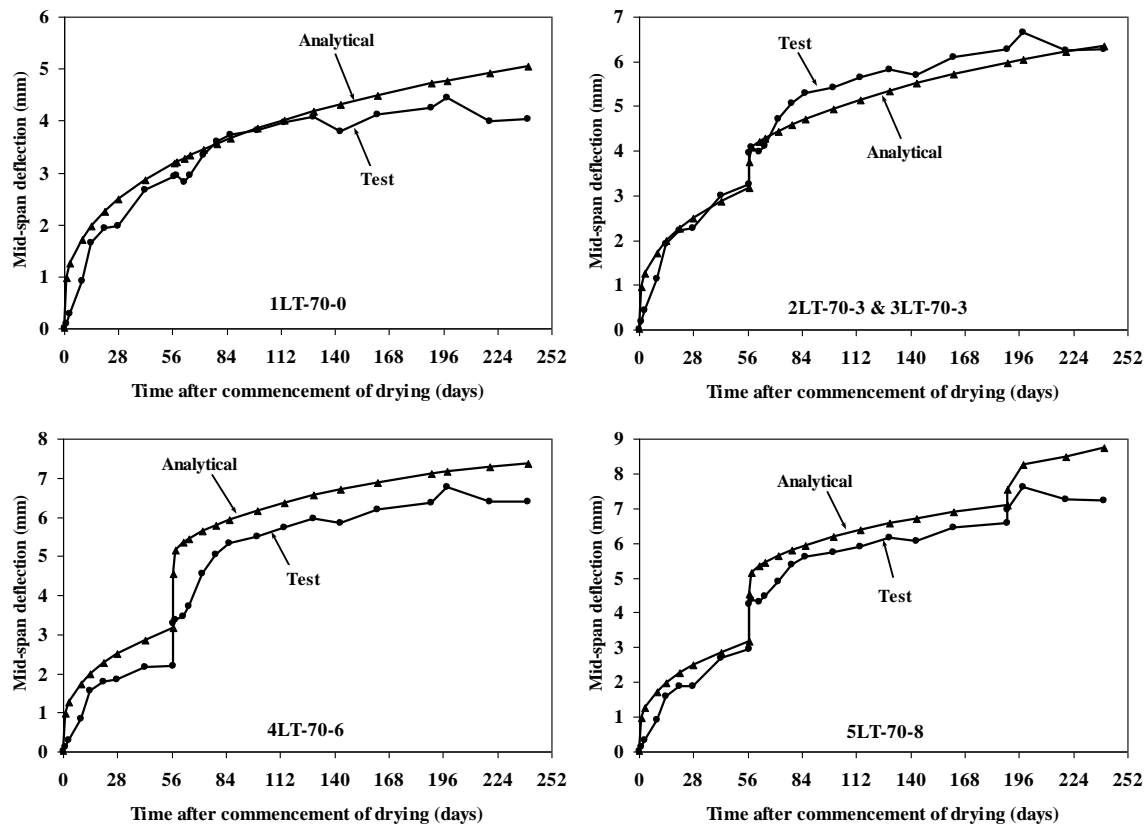 6
5
4
3
2
1
0
Mid-span deflection (mm)
Analytical
Test
1LT-70-0
0 28 56 84 112 140 168 196 224 252
Time after commencement of drying (days)
7
6
5
4
3
2
1
0
Mid-span deflection (mm)
Test
Analytical
2LT-70-3 & 3LT-70-3
0 28 56 84 112 140 168 196 224 252
Time after commencement of drying (days)
8
7
6
5
4
3
2
1
0
Mid-span deflection (mm)
Analytical
Test
4LT-70-6
0 28 56 84 112 140 168 196 224 252
Time after commencement of drying (days)
9
8
7
6
5
4
3
2
1
0
Mid-span deflection (mm)
Analytical
Test
5LT-70-8
0 28 56 84 112 140 168 196 224 252
Time after commencement of drying (days)